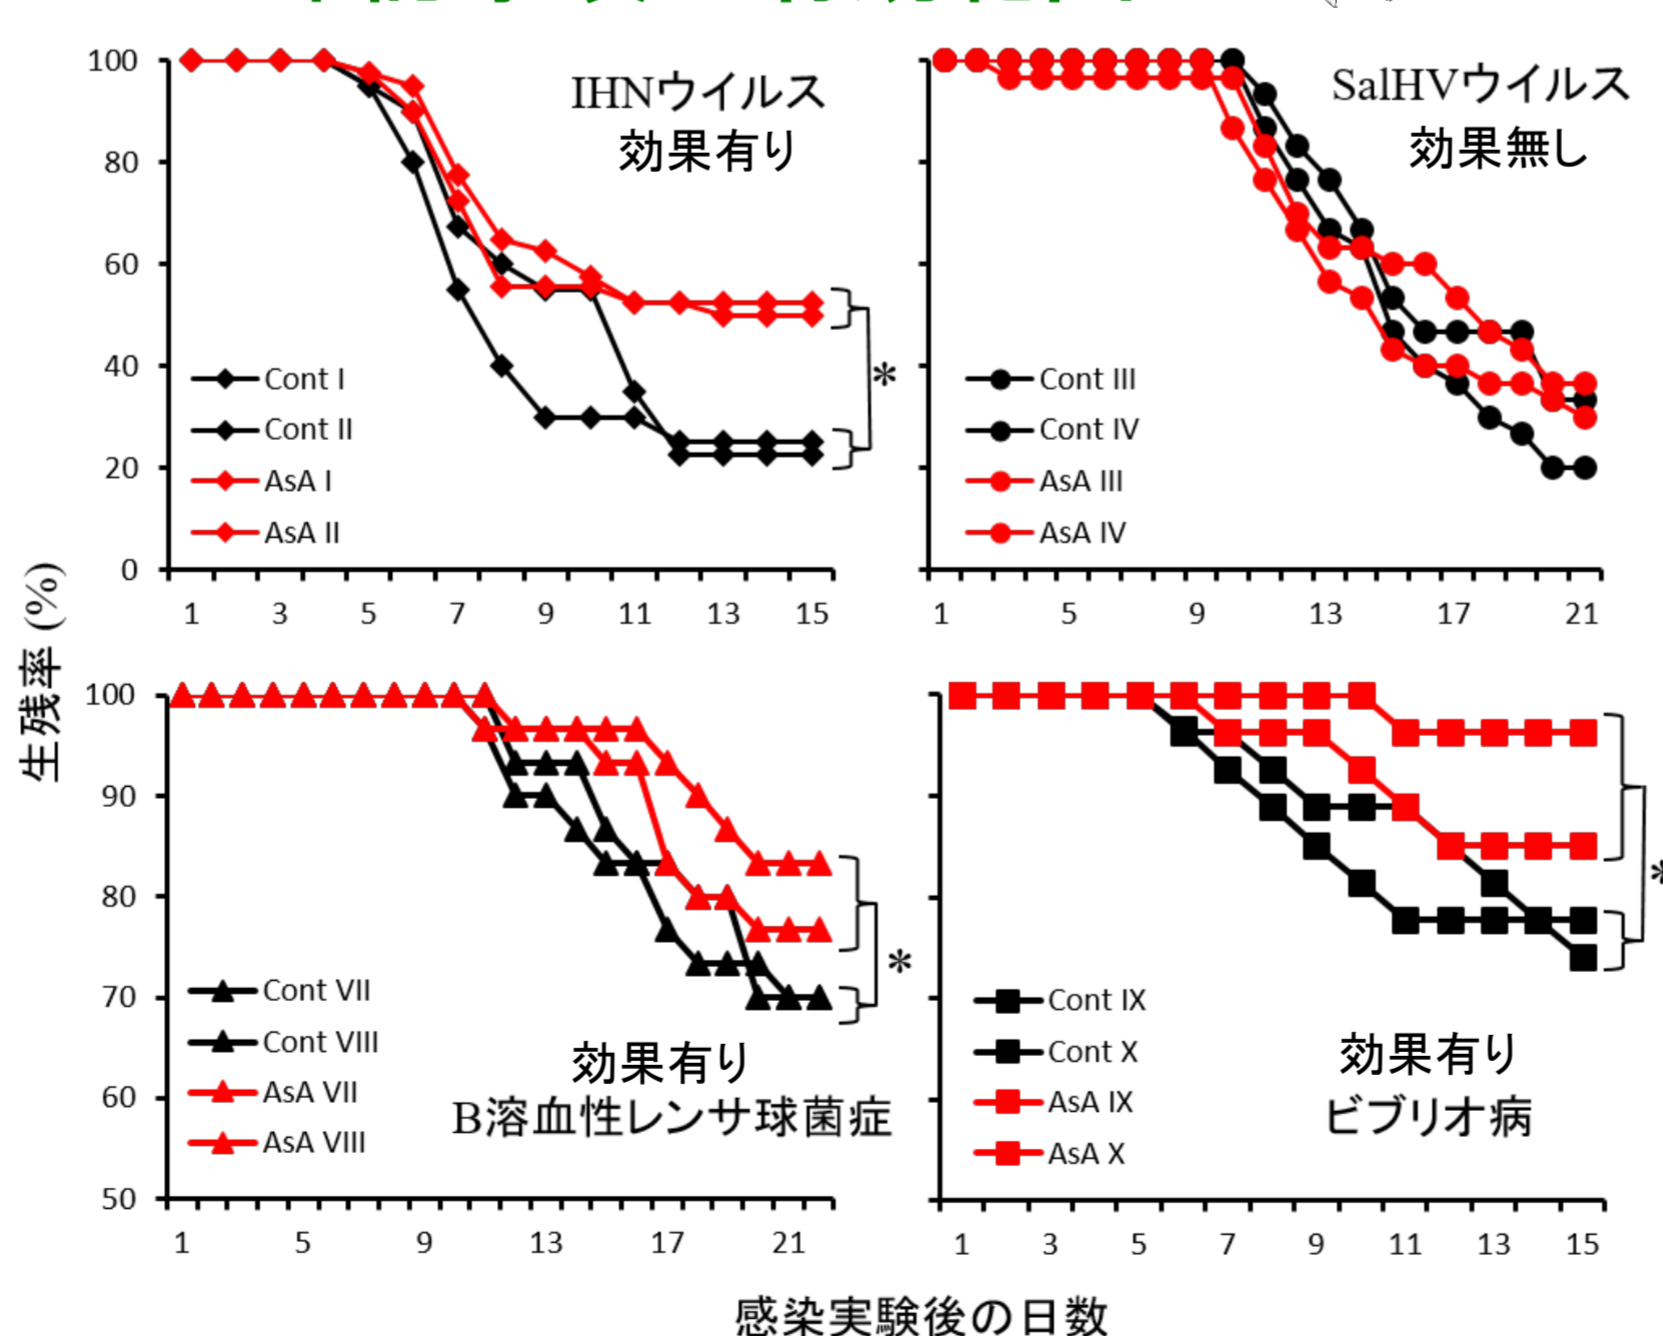 100
80
60
40
20
0
IHNウイルス
効果有り
Cont I
Cont II
AsA I
AsA II
*
1 3 5 7 9 11 13 15
SalHVウイルス
効果無し
Cont III
Cont IV
AsA III
AsA IV
1 5 9 13 17 21
生残率 (%)
100
90
80
70
60
50
Cont VII
Cont VIII
AsA VII
AsA VIII
*
効果有り
B溶血性レンサ球菌症
1 5 9 13 17 21
Cont IX
Cont X
AsA IX
AsA X
*
効果有り
ビブリオ病
1 3 5 7 9 11 13 15
感染実験後の日数